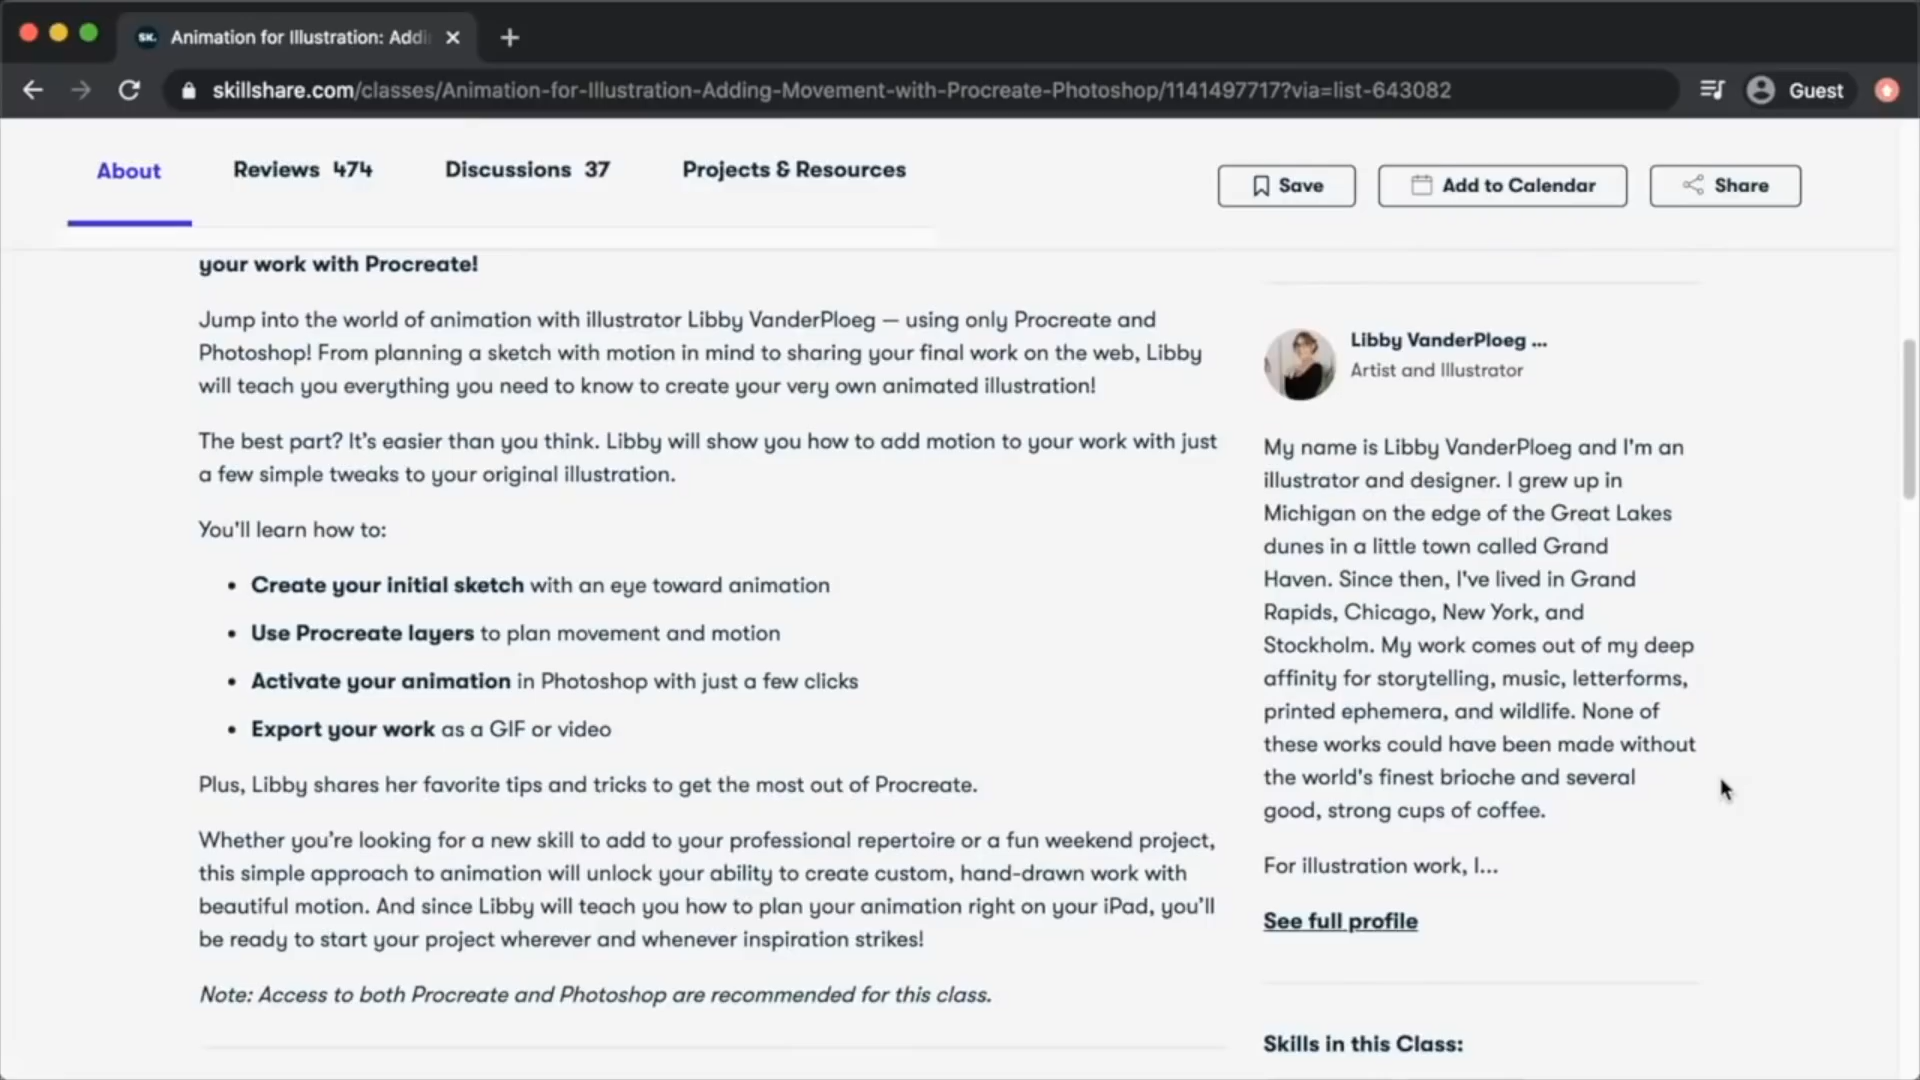 SK. Animation for Illustration: Addi
skillshare.com/classes/Animation-for-Illustration-Adding-Movement-with-Procreate-Photoshop/1141497717?via=list-643082
Guest
About Reviews 474 Discussions 37 Projects & Resources
Save Add to Calendar Share
your work with Procreate!
Jump into the world of animation with illustrator Libby VanderPloeg — using only Procreate and
Photoshop! From planning a sketch with motion in mind to sharing your final work on the web, Libby
will teach you everything you need to know to create your very own animated illustration!
The best part? It's easier than you think. Libby will show you how to add motion to your work with just
a few simple tweaks to your original illustration.
You'll learn how to:
• Create your initial sketch with an eye toward animation
• Use Procreate layers to plan movement and motion
• Activate your animation in Photoshop with just a few clicks
• Export your work as a GIF or video
Plus, Libby shares her favorite tips and tricks to get the most out of Procreate.
Whether you're looking for a new skill to add to your professional repertoire or a fun weekend project,
this simple approach to animation will unlock your ability to create custom, hand-drawn work with
beautiful motion. And since Libby will teach you how to plan your animation right on your iPad, you'll
be ready to start your project wherever and whenever inspiration strikes!
Note: Access to both Procreate and Photoshop are recommended for this class.
Libby VanderPloeg ...
Artist and Illustrator
My name is Libby VanderPloeg and I'm an
illustrator and designer. I grew up in
Michigan on the edge of the Great Lakes
dunes in a little town called Grand
Haven. Since then, I've lived in Grand
Rapids, Chicago, New York, and
Stockholm. My work comes out of my deep
affinity for storytelling, music, letterforms,
printed ephemera, and wildlife. None of
these works could have been made without
the world's finest brioche and several
good, strong cups of coffee.
For illustration work, I...
See full profile
Skills in this Class: